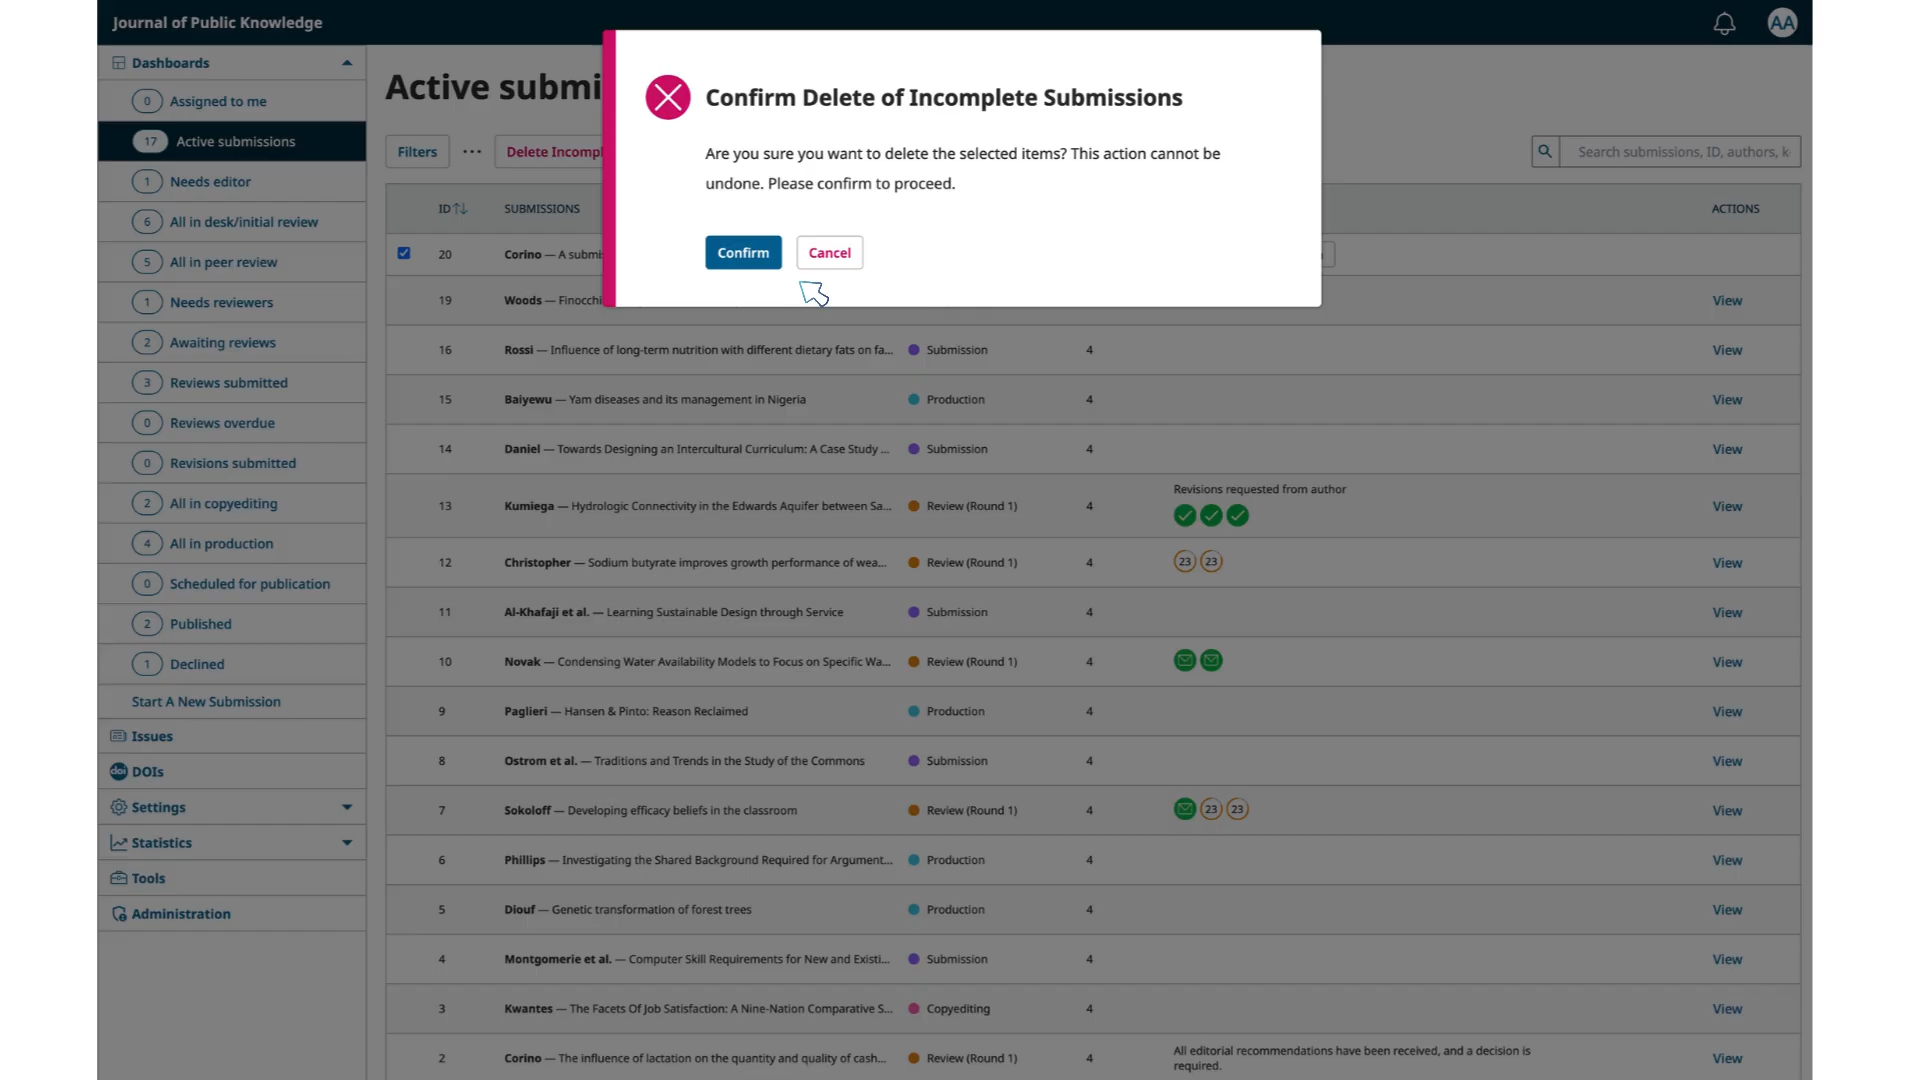 Journal of Public Knowledge
AA
Dashboards
0 Assigned to me
17 Active submissions
1 Needs editor
6 All in desk/initial review
5 All in peer review
1 Needs reviewers
2 Awaiting reviews
3 Reviews submitted
0 Reviews overdue
0 Revisions submitted
2 All in copyediting
4 All in production
0 Scheduled for publication
2 Published
1 Declined
Start A New Submission
Issues
doi DOIs
Settings
Statistics
Tools
Administration
Active submi
Filters ... Delete Incompl
Search submissions, ID, authors, k
Confirm Delete of Incomplete Submissions
Are you sure you want to delete the selected items? This action cannot be
undone. Please confirm to proceed.
Confirm Cancel
ID SUBMISSIONS ACTIONS
20 Corino — A submi
19 Woods — Finocchi View
16 Rossi — Influence of long-term nutrition with different dietary fats on fa... Submission 4 View
15 Baiyewu — Yam diseases and its management in Nigeria Production 4 View
14 Daniel — Towards Designing an Intercultural Curriculum: A Case Study ... Submission 4 View
13 Kumiega — Hydrologic Connectivity in the Edwards Aquifer between Sa... Review (Round 1) 4 Revisions requested from author View
12 Christopher — Sodium butyrate improves growth performance of wea... Review (Round 1) 4 23 23 View
11 Al-Khafaji et al. — Learning Sustainable Design through Service Submission 4 View
10 Novak — Condensing Water Availability Models to Focus on Specific Wa... Review (Round 1) 4 View
9 Paglieri — Hansen & Pinto: Reason Reclaimed Production 4 View
8 Ostrom et al. — Traditions and Trends in the Study of the Commons Submission 4 View
7 Sokoloff — Developing efficacy beliefs in the classroom Review (Round 1) 4 23 23 View
6 Phillips — Investigating the Shared Background Required for Argument... Production 4 View
5 Diouf — Genetic transformation of forest trees Production 4 View
4 Montgomerie et al. — Computer Skill Requirements for New and Existi... Submission 4 View
3 Kwantes — The Facets Of Job Satisfaction: A Nine-Nation Comparative S... Copyediting 4 View
2 Corino — The influence of lactation on the quantity and quality of cash... Review (Round 1) 4 All editorial recommendations have been received, and a decision is View
required.